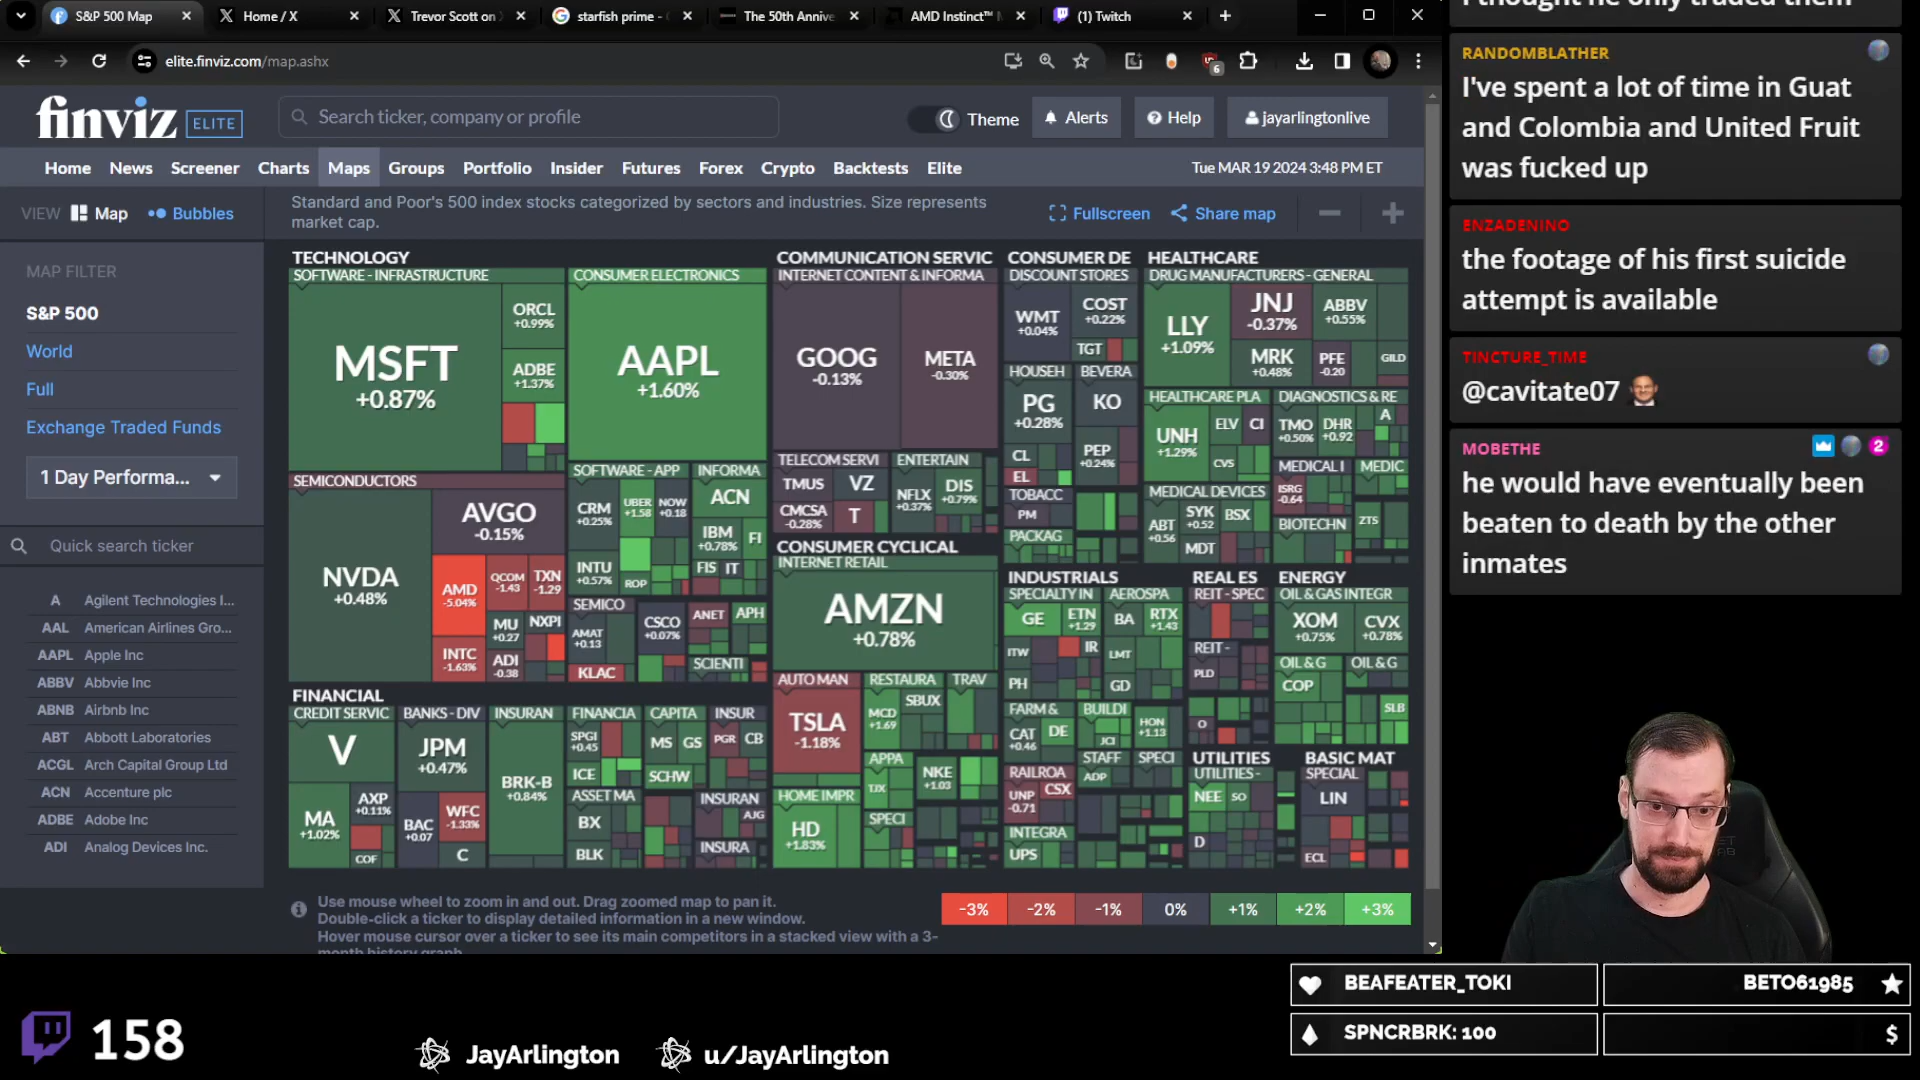 S&P 500 Map
Home / X
Trevor Scott on
starfish prime -
The 50th Annive
AMD Instinct™
(1) Twitch
elite.finviz.com/map.ashx
6
finviz
ELITE
Search ticker, company or profile
Theme
Alerts
Help
jayarlingtonlive
Home
News
Screener
Charts
Maps
Groups
Portfolio
Insider
Futures
Forex
Crypto
Backtests
Elite
Tue MAR 19 2024 3:48 PM ET
VIEW
Map
Bubbles
Standard and Poor's 500 index stocks categorized by sectors and industries. Size represents
market cap.
Fullscreen
Share map
MAP FILTER
S&P 500
World
Full
Exchange Traded Funds
1 Day Performa...
Quick search ticker
A Agilent Technologies I...
AAL American Airlines Gro...
AAPL Apple Inc
ABBV Abbvie Inc
ABNB Airbnb Inc
ABT Abbott Laboratories
ACGL Arch Capital Group Ltd
ACN Accenture plc
ADBE Adobe Inc
ADI Analog Devices Inc.
TECHNOLOGY
SOFTWARE - INFRASTRUCTURE
MSFT
+0.87%
ORCL
+0.99%
ADBE
+1.37%
CONSUMER ELECTRONICS
AAPL
+1.60%
SEMICONDUCTORS
NVDA
+0.48%
AVGO
-0.15%
AMD
-5.04%
QCOM
-1.43
TXN
-1.29
MU
+0.27
NXPI
INTC
-1.63%
ADI
-0.38
SOFTWARE - APP
CRM
+0.25%
UBER
+1.58
NOW
+0.18
INTU
+0.57%
ROP
INFORMA
ACN
IBM
+0.78%
FI
FIS
IT
SEMICO
AMAT
+0.13
KLAC
CSCO
+0.07%
ANET
APH
SCIENTI
COMMUNICATION SERVIC
INTERNET CONTENT & INFORMA
GOOG
-0.13%
META
-0.30%
TELECOM SERVI
TMUS
VZ
CMCSA
-0.28%
T
ENTERTAIN
NFLX
+0.37%
DIS
+0.79%
CONSUMER CYCLICAL
INTERNET RETAIL
AMZN
+0.78%
AUTO MAN
TSLA
-1.18%
RESTAURA
MCD
+1.69
SBUX
TRAV
APPA
TJX
NKE
+1.03
HOME IMPR
HD
+1.83%
SPECI
CONSUMER DE
DISCOUNT STORES
WMT
+0.04%
COST
+0.22%
TGT
HOUSEH
PG
+0.28%
CL
EL
BEVERA
KO
PEP
+0.24%
TOBACC
PM
PACKAG
HEALTHCARE
DRUG MANUFACTURERS - GENERAL
LLY
+1.09%
JNJ
-0.37%
ABBV
+0.55%
MRK
+0.48%
PFE
-0.20
GILD
HEALTHCARE PLA
UNH
+1.29%
ELV
CI
CVS
DIAGNOSTICS & RE
TMO
+0.50%
DHR
+0.92
A
MEDICAL I
ISRG
-0.64
MEDIC
MEDICAL DEVICES
ABT
+0.56
SYK
+0.52
BSX
MDT
BIOTECHN
ZTS
INDUSTRIALS
SPECIALTY IN
GE
ETN
+1.29
ITW
IR
PH
AEROSPA
BA
RTX
+1.43
LMT
GD
FARM &
CAT
+0.46
DE
BUILDI
JCI
HON
+1.13
RAILROA
UNP
-0.71
CSX
STAFF
ADP
SPECI
INTEGRA
UPS
REAL ES
REIT - SPEC
REIT -
PLD
O
ENERGY
OIL & GAS INTEGR
XOM
+0.75%
CVX
+0.78%
OIL & G
COP
OIL & G
SLB
UTILITIES
UTILITIES -
NEE
SO
D
BASIC MAT
SPECIAL
LIN
ECL
FINANCIAL
CREDIT SERVIC
V
MA
+1.02%
AXP
+0.11%
COF
BANKS - DIV
JPM
+0.47%
BAC
+0.07
WFC
-1.33%
C
INSURAN
BRK-B
+0.84%
FINANCIA
SPGI
+0.45
ICE
ASSET MA
BX
BLK
CAPITA
MS
GS
SCHW
INSUR
PGR
CB
INSURAN
AJG
INSURA
Use mouse wheel to zoom in and out. Drag zoomed map to pan it.
Double-click a ticker to display detailed information in a new window.
Hover mouse cursor over a ticker to see its main competitors in a stacked view with a 3-
month history graph.
-3%
-2%
-1%
0%
+1%
+2%
+3%
I thought he only traded them
RANDOMBLATHER
I've spent a lot of time in Guat
and Colombia and United Fruit
was fucked up
ENZADENINO
the footage of his first suicide
attempt is available
TINCTURE_TIME
@cavitate07
MOBETHE
2
he would have eventually been
beaten to death by the other
inmates
158
JayArlington
u/JayArlington
BEAFEATER_TOKI
BETO61985
SPNCRBRK: 100
$